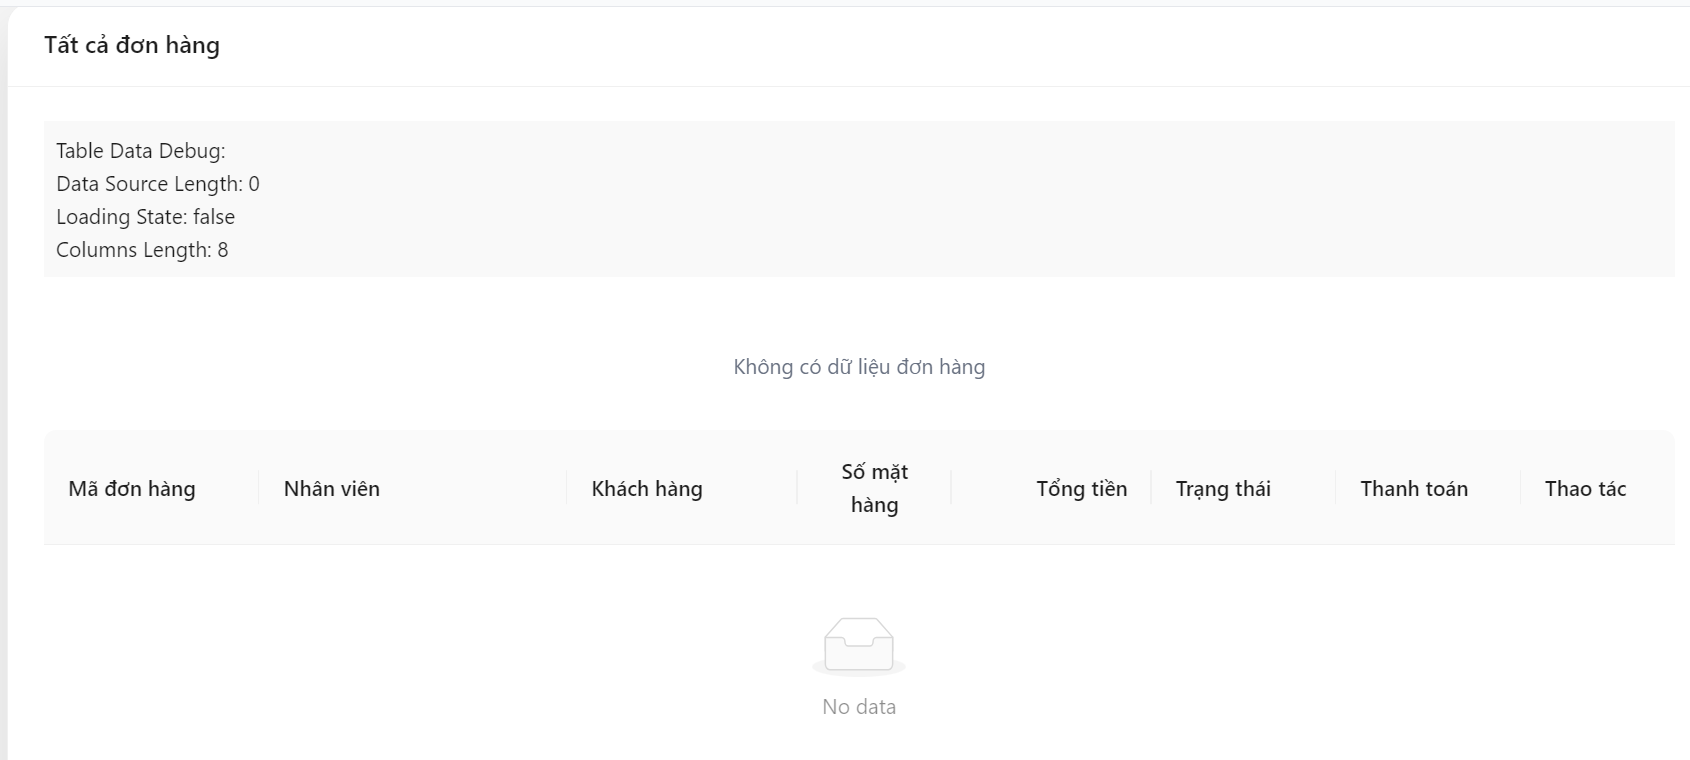 Tất cả đơn hàng
Table Data Debug:
Data Source Length: 0
Loading State: false
Columns Length: 8
Không có dữ liệu đơn hàng
Mã đơn hàng
Nhân viên
Khách hàng
Số mặt
hàng
Tổng tiền
Trạng thái
Thanh toán
Thao tác
No data